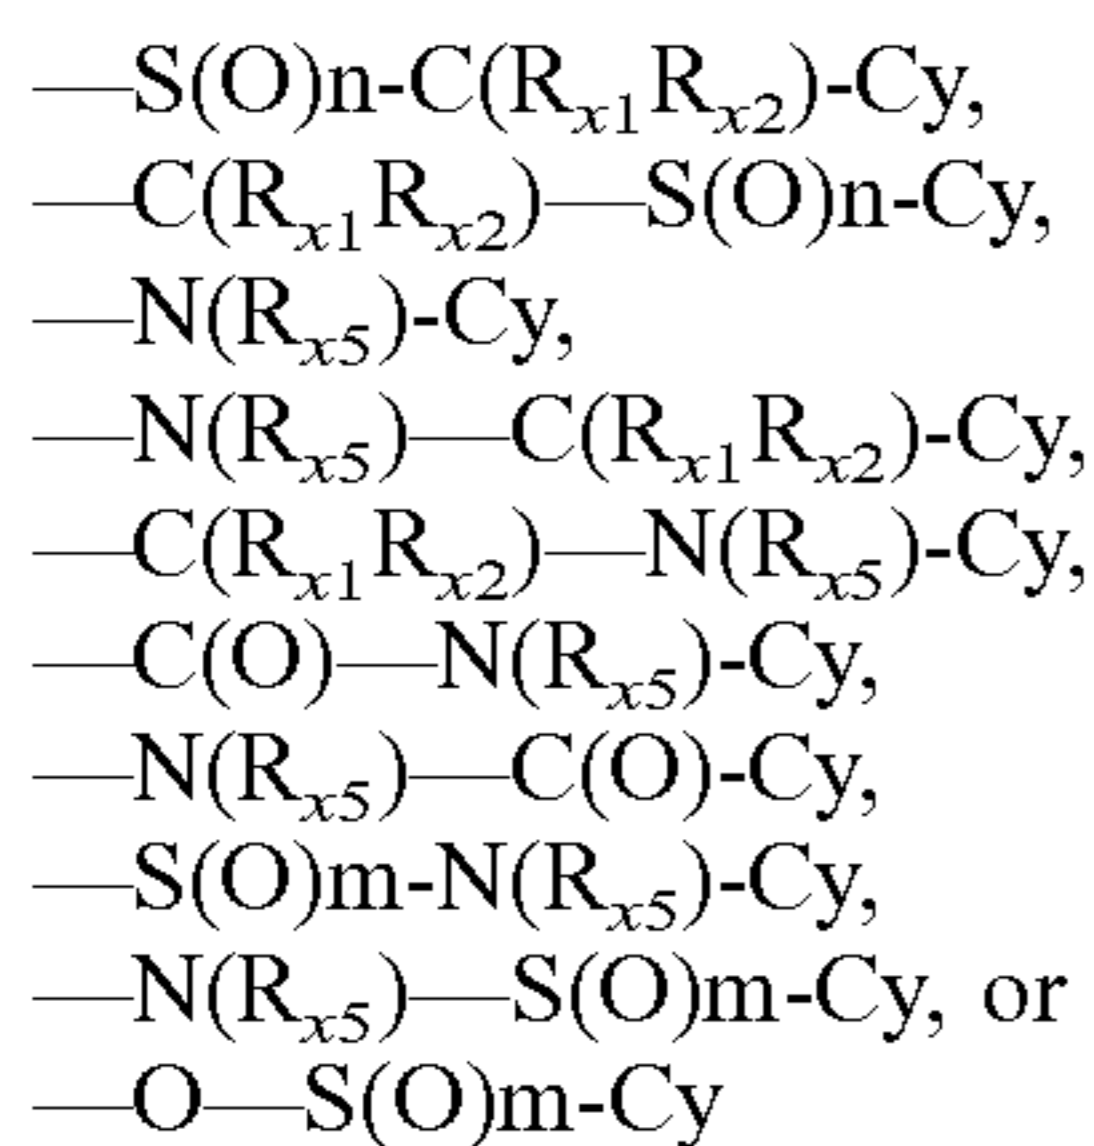 —S(O)n-C(Rx1Rx2)-Cy,
—C(Rx1Rx2)—S(O)n-Cy,
—N(Rx5)-Cy,
—N(Rx5)—C(Rx1Rx2)-Cy,
—C(Rx1Rx2)—N(Rx5)-Cy,
—C(O)—N(Rx5)-Cy,
—N(Rx5)—C(O)-Cy,
—S(O)m-N(Rx5)-Cy,
—N(Rx5)—S(O)m-Cy, or
—O—S(O)m-Cy